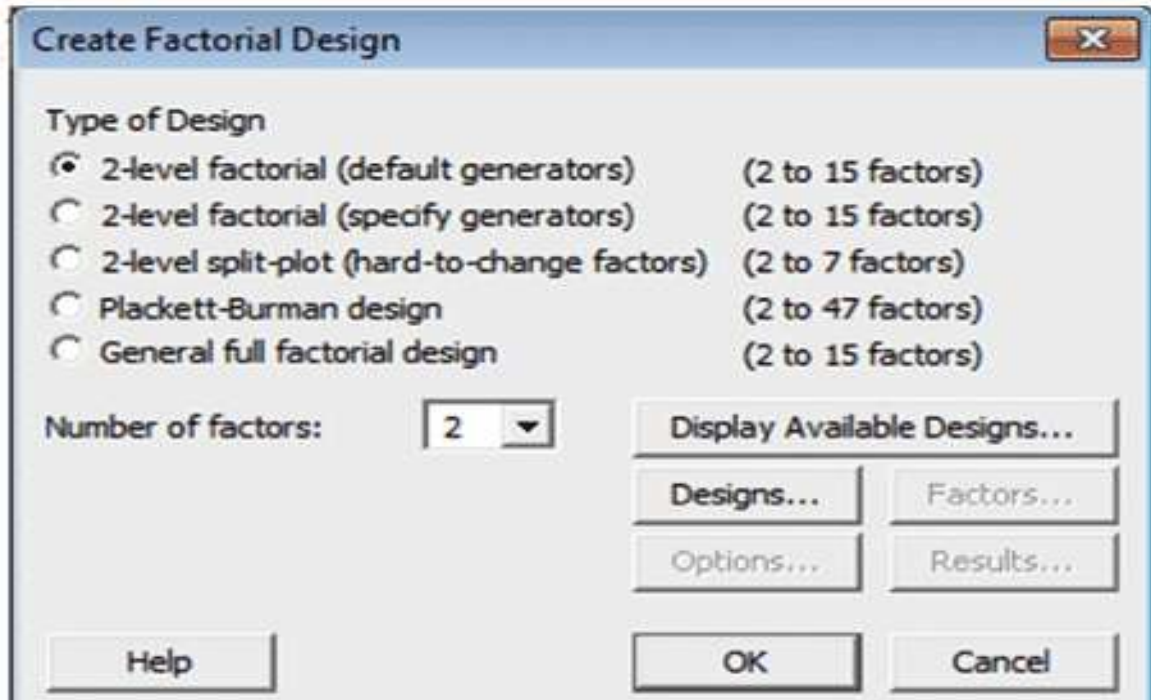 Create Factorial Design
Type of Design
2-level factorial (default generators) (2 to 15 factors)
2-level factorial (specify generators) (2 to 15 factors)
2-level split-plot (hard-to-change factors) (2 to 7 factors)
Plackett-Burman design (2 to 47 factors)
General full factorial design (2 to 15 factors)
Number of factors: 2 Display Available Designs...
Designs... Factors...
Options... Results...
Help OK Cancel